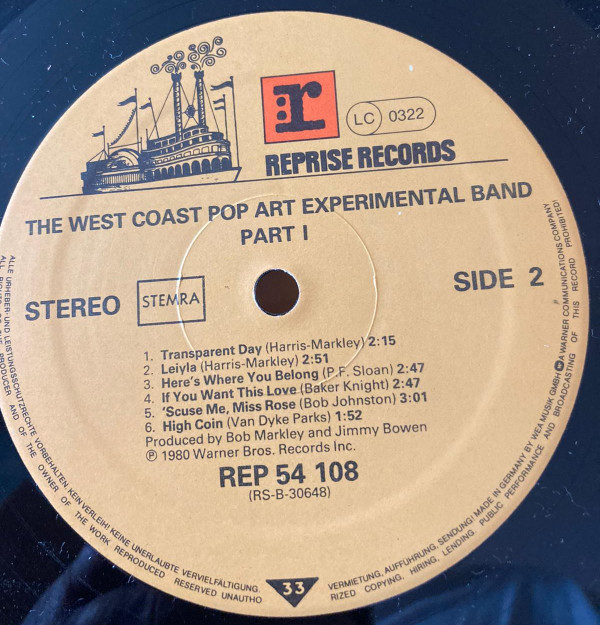 r:
LC 0322
REPRISE RECORDS
THE WEST COAST POP ART EXPERIMENTAL BAND
PART I
STEREO
STEMRA
SIDE 2
1. Transparent Day (Harris-Markley) 2:15
2. Leiyla (Harris-Markley) 2:51
3. Here's Where You Belong (P.F. Sloan) 2:47
4. If You Want This Love (Baker Knight) 2:47
5. 'Scuse Me, Miss Rose (Bob Johnston) 3:01
6. High Coin (Van Dyke Parks) 1:52
Produced by Bob Markley and Jimmy Bowen
℗ 1980 Warner Bros. Records Inc.
REP 54 108
(RS-B-30648)
33
ALLE URHEBER- UND LEISTUNGSSCHUTZRECHTE VORBEHALTEN. KEIN VERLEIH! KEINE UNERLAUBTE VERVIELFÄLTIGUNG, VERMIETUNG, AUFFÜHRUNG, SENDUNG! MADE IN GERMANY BY WEA MUSIK GMBH A WARNER COMMUNICATIONS COMPANY
ALL RIGHTS OF THE PRODUCER AND OF THE OWNER OF THE WORK REPRODUCED RESERVED UNAUTHORIZED COPYING, HIRING, LENDING, PUBLIC PERFORMANCE AND BROADCASTING OF THIS RECORD PROHIBITED!